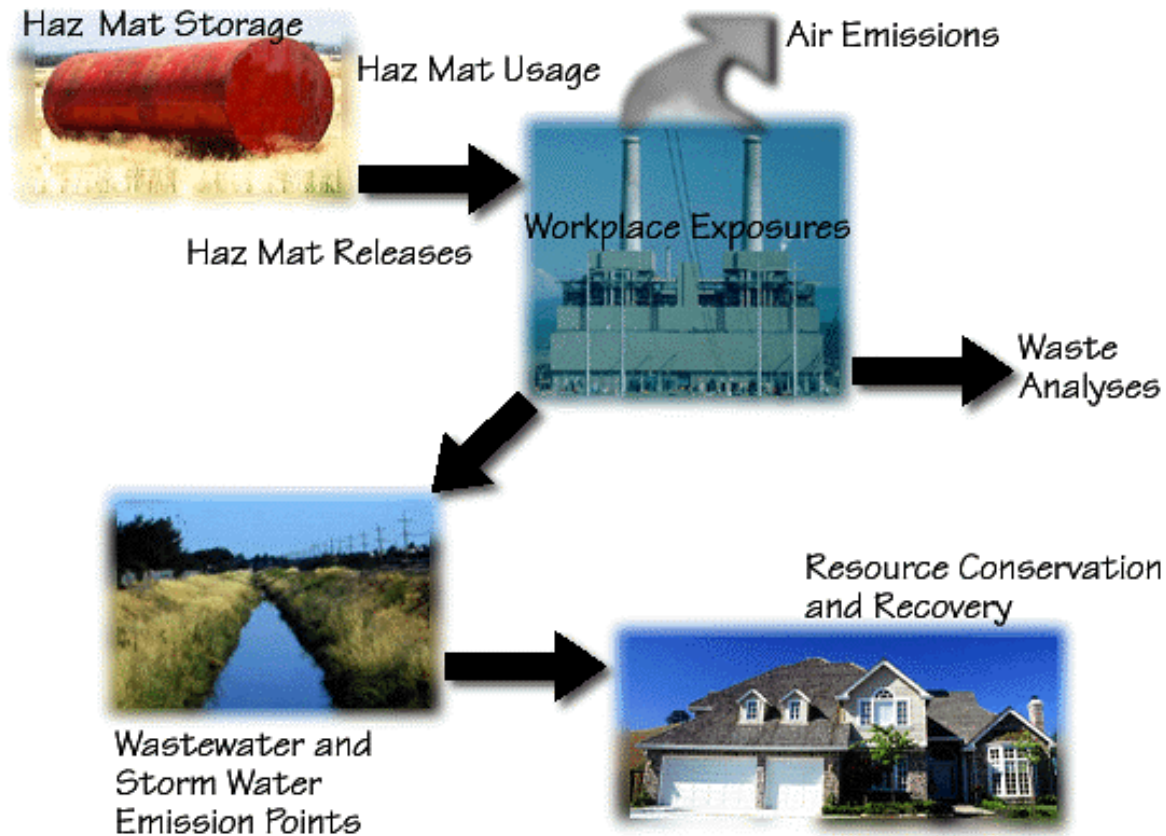 Haz Mat Storage
Haz Mat Usage
Air Emissions
Haz Mat Releases
Workplace Exposures
Waste
Analyses
Resource Conservation
and Recovery
Wastewater and
Storm Water
Emission Points